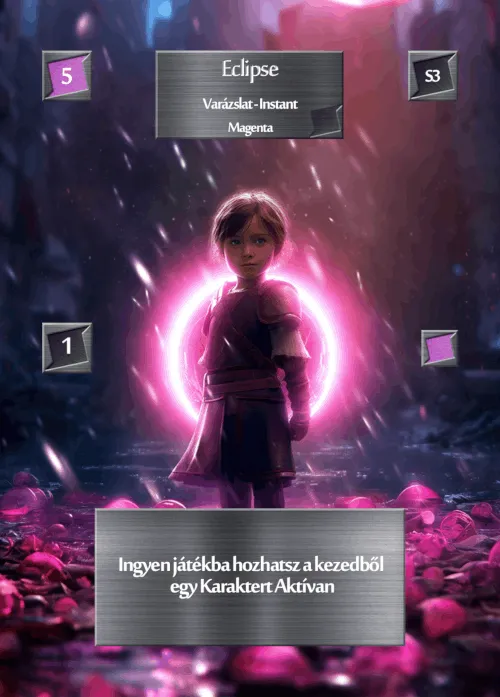 5
Eclipse
S3
Varázslat - Instant
Magenta
1
Ingyen játékba hozhatsz a kezedből
egy Karaktert Aktívan